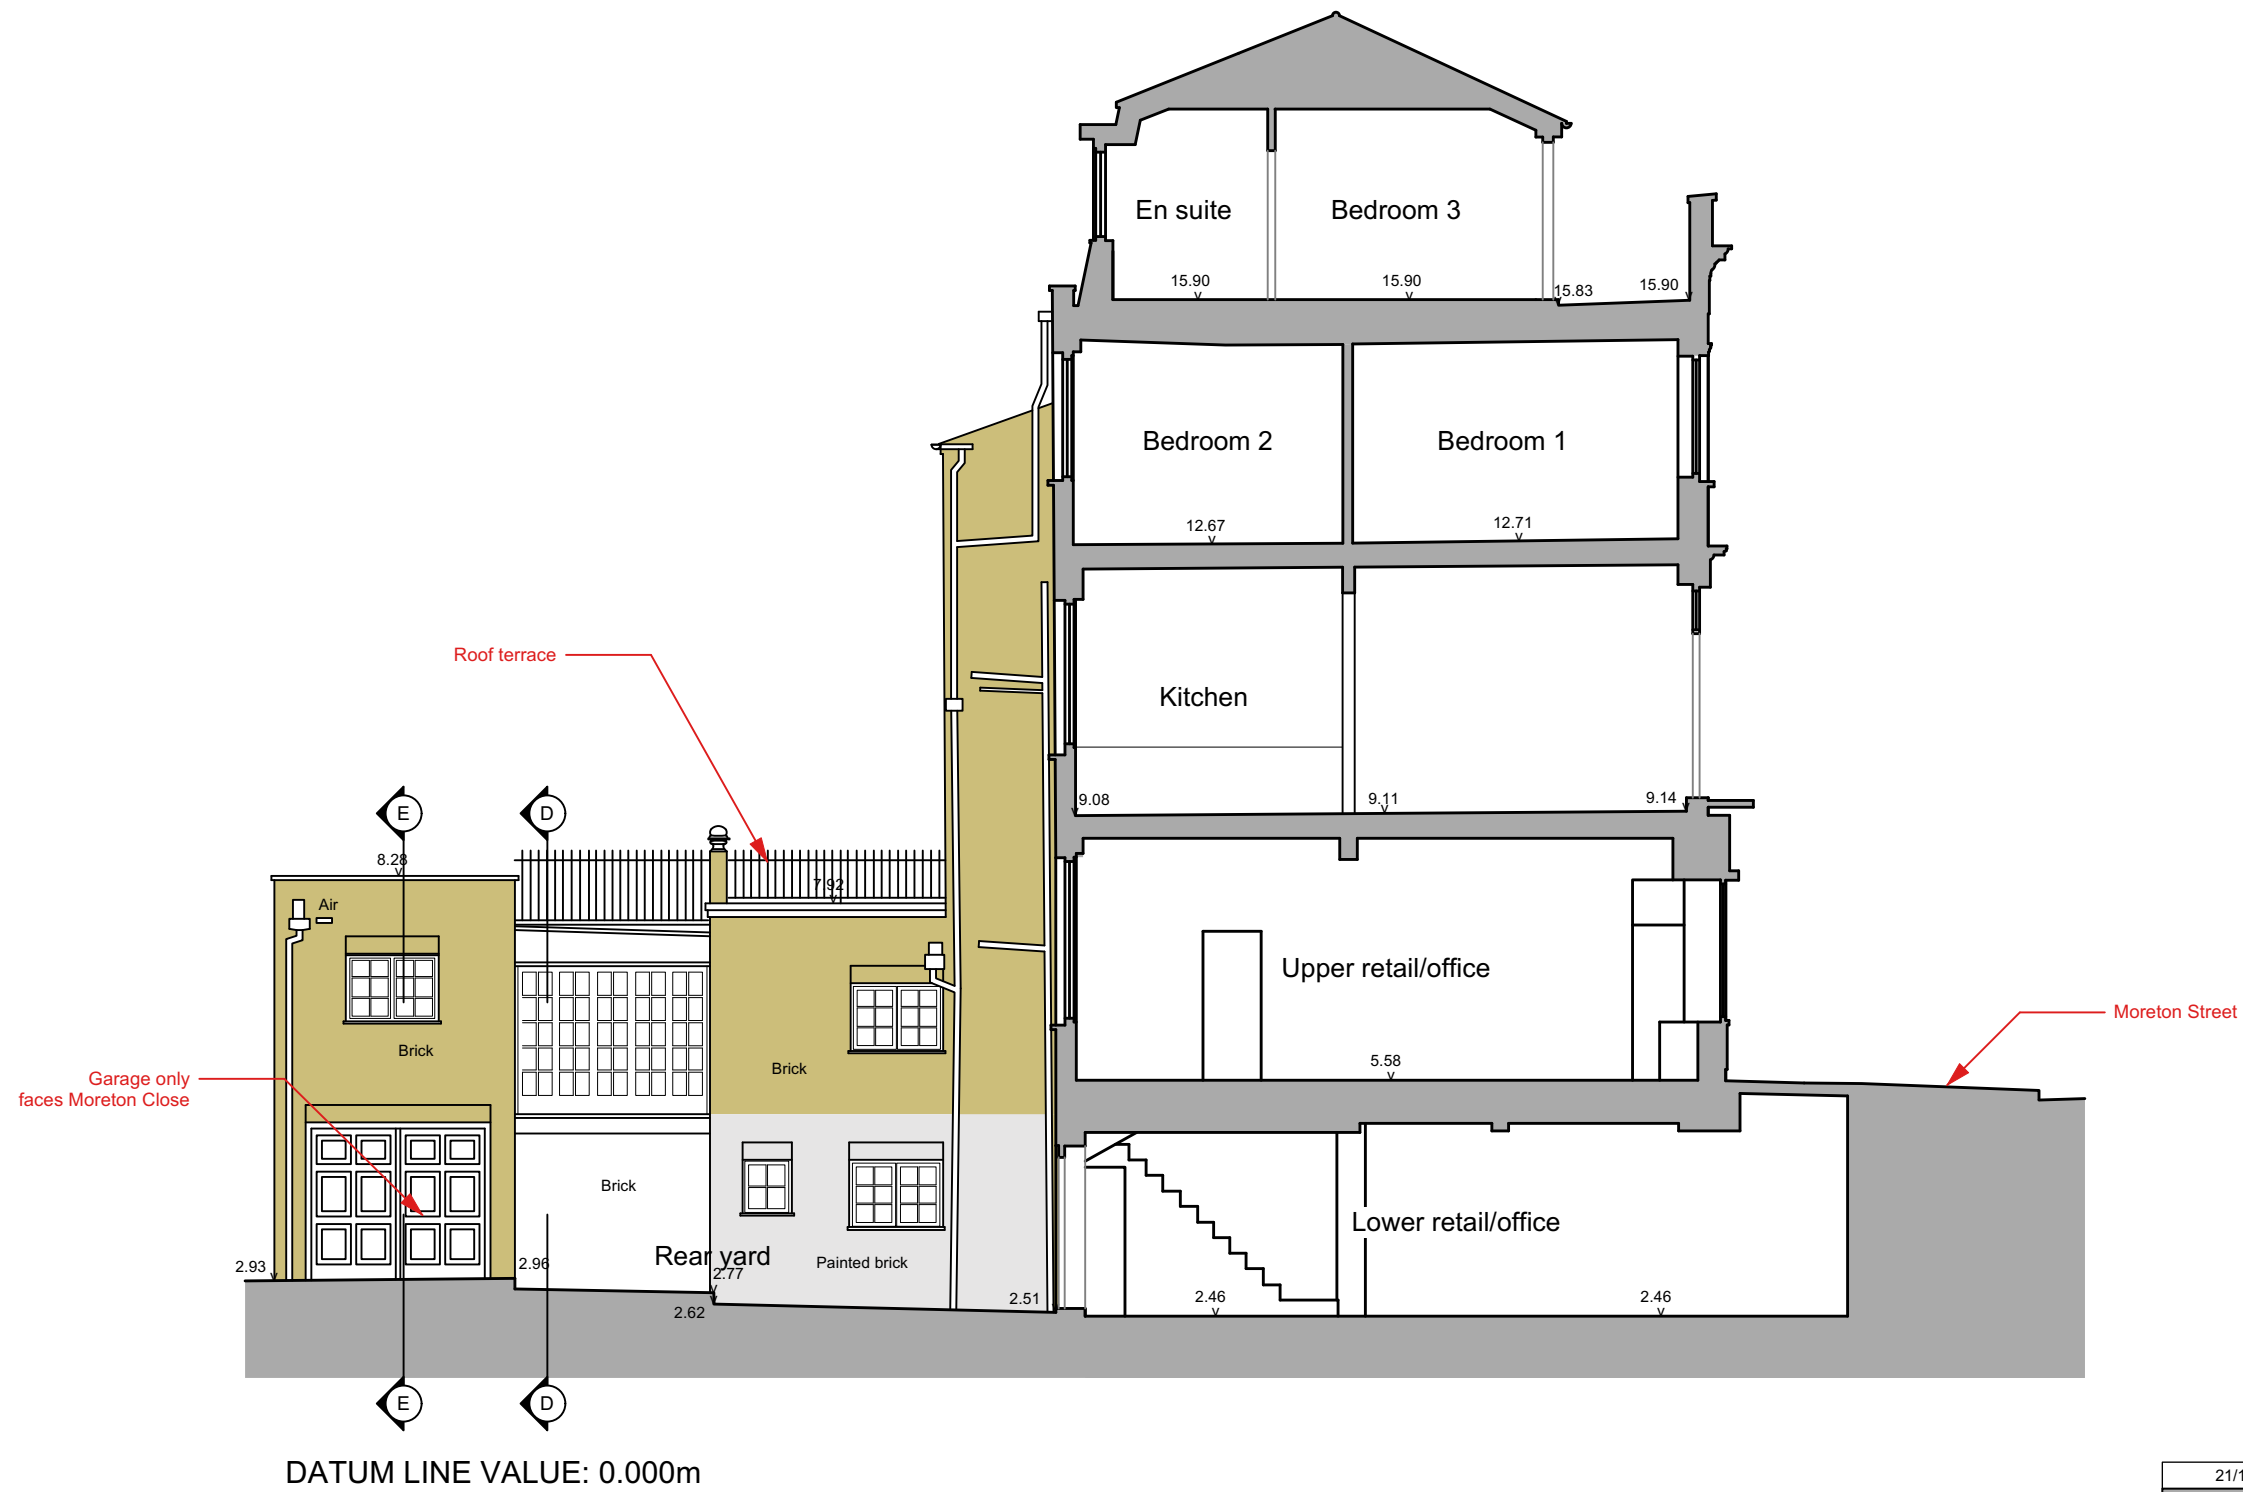 En suite
Bedroom 3
15.90
15.90
15.83
15.90
Bedroom 2
Bedroom 1
12.67
12.71
Roof terrace
Kitchen
9.08
9.11
9.14
E
D
8.28
7.92
Air
Upper retail/office
Moreton Street
Brick
Brick
5.58
Garage only
faces Moreton Close
Brick
Lower retail/office
Rear yard
Painted brick
2.93
2.96
2.77
2.62
2.51
2.46
2.46
E
D
DATUM LINE VALUE: 0.000m
21/1